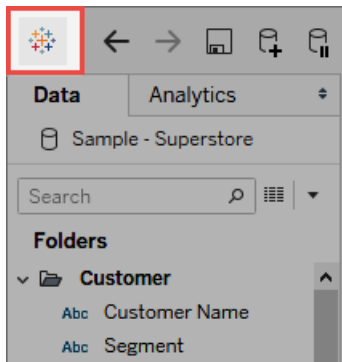 Data Analytics
Sample - Superstore
Search
Folders
Customer
Abc Customer Name
Abc Segment